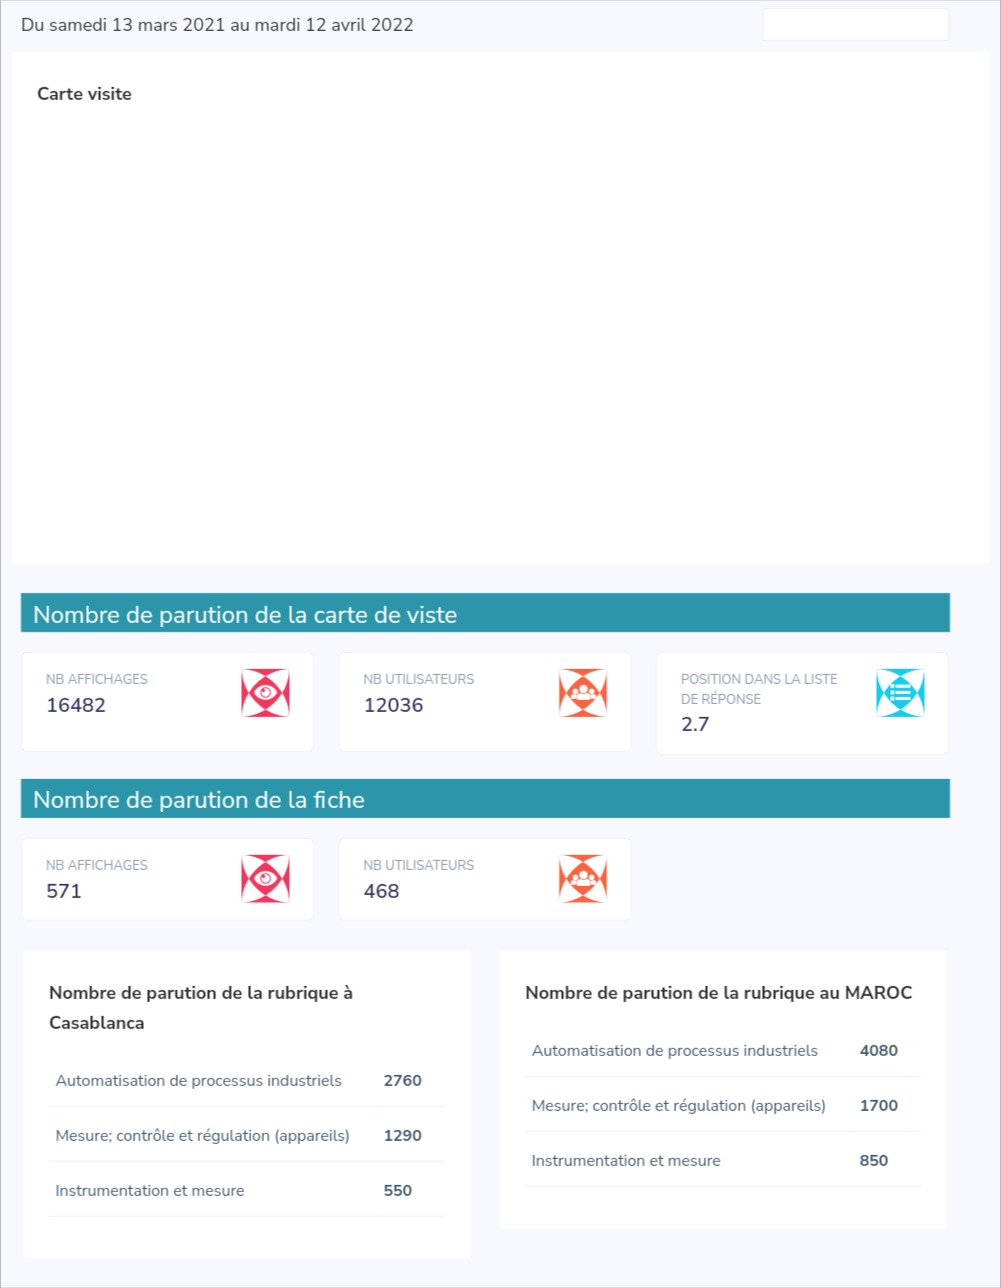 Du samedi 13 mars 2021 au mardi 12 avril 2022
Carte visite
Nombre de parution de la carte de viste
NB AFFICHAGES
16482
NB UTILISATEURS
12036
POSITION DANS LA LISTE
DE RÉPONSE
2.7
Nombre de parution de la fiche
NB AFFICHAGES
571
NB UTILISATEURS
468
Nombre de parution de la rubrique à
Casablanca
Automatisation de processus industriels 2760
Mesure; contrôle et régulation (appareils) 1290
Instrumentation et mesure 550
Nombre de parution de la rubrique au MAROC
Automatisation de processus industriels 4080
Mesure; contrôle et régulation (appareils) 1700
Instrumentation et mesure 850